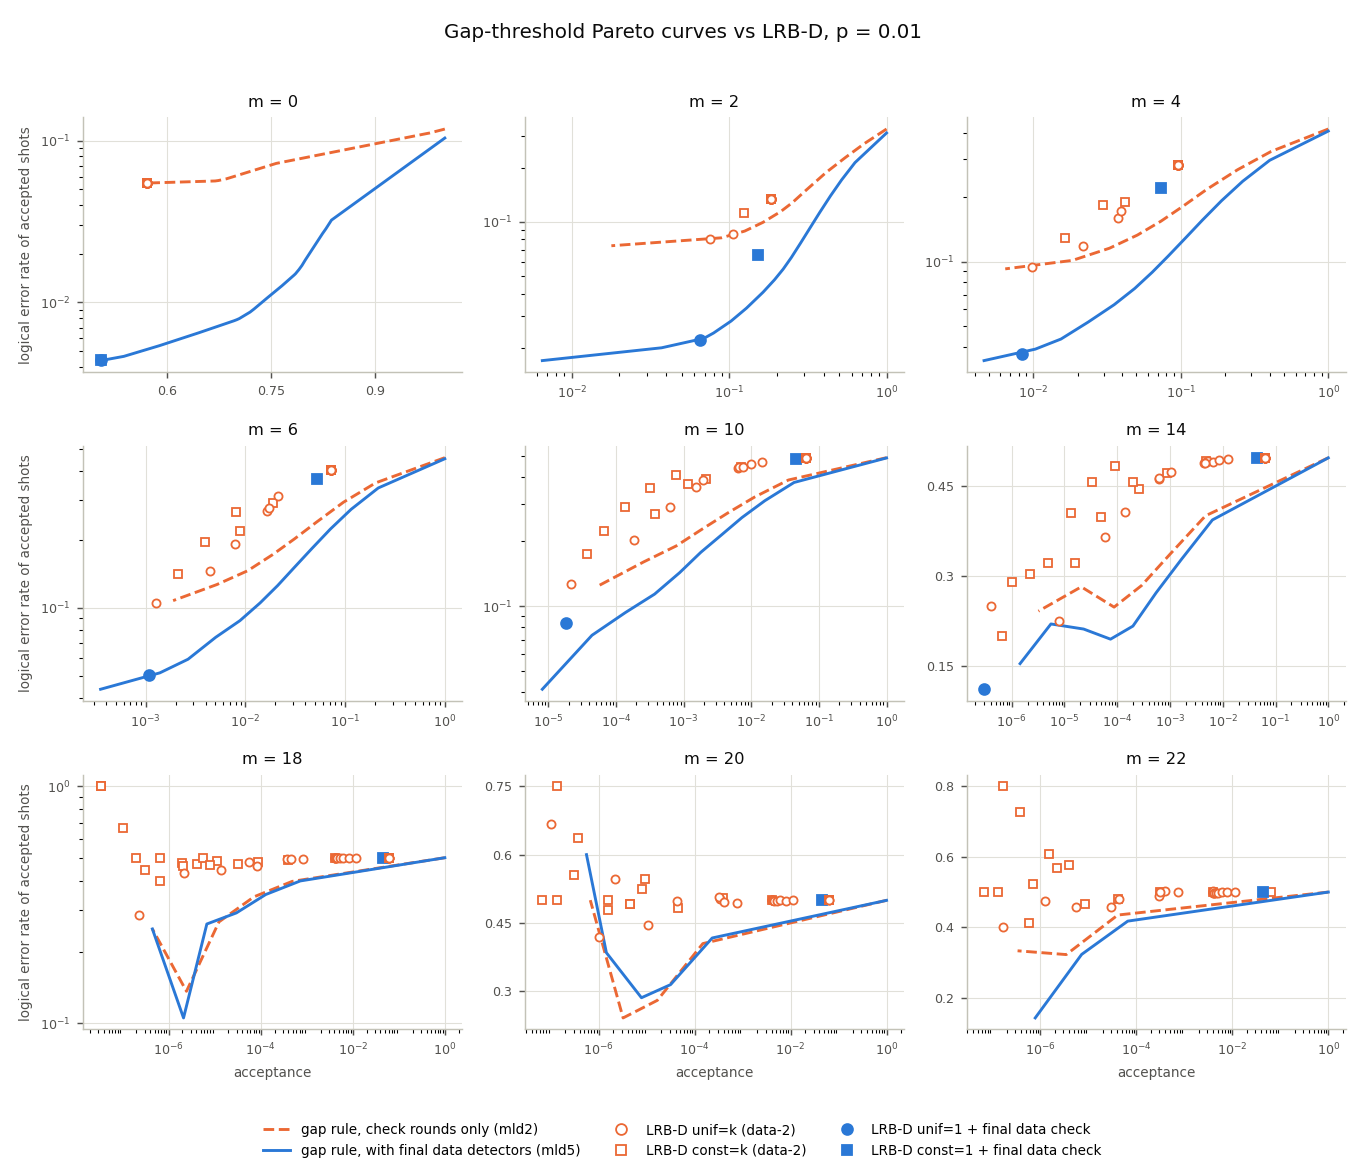 Gap-threshold Pareto curves vs LRB-D, p = 0.01
m = 0
m = 2
m = 4
logical error rate of accepted shots
10⁻¹
10⁻²
0.6
0.75
0.9
10⁻¹
10⁻²
10⁻¹
10⁰
10⁻¹
10⁻²
10⁻¹
10⁰
m = 6
m = 10
m = 14
logical error rate of accepted shots
10⁻¹
10⁻³
10⁻²
10⁻¹
10⁰
10⁻¹
10⁻⁵
10⁻⁴
10⁻³
10⁻²
10⁻¹
10⁰
0.45
0.3
0.15
10⁻⁶
10⁻⁵
10⁻⁴
10⁻³
10⁻²
10⁻¹
10⁰
m = 18
m = 20
m = 22
logical error rate of accepted shots
10⁰
10⁻¹
10⁻⁶
10⁻⁴
10⁻²
10⁰
acceptance
0.75
0.6
0.45
0.3
10⁻⁶
10⁻⁴
10⁻²
10⁰
acceptance
0.8
0.6
0.4
0.2
10⁻⁶
10⁻⁴
10⁻²
10⁰
acceptance
gap rule, check rounds only (mld2)
gap rule, with final data detectors (mld5)
LRB-D unif=k (data-2)
LRB-D const=k (data-2)
LRB-D unif=1 + final data check
LRB-D const=1 + final data check